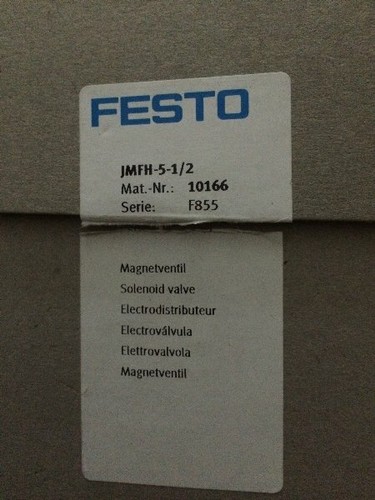 FESTO
JMFH-5-1/2
Mat.-Nr.: 10166
Serie: F855
Magnetventil
Solenoid valve
Electrodistributeur
Electroválvula
Elettrovalvola
Magnetventil